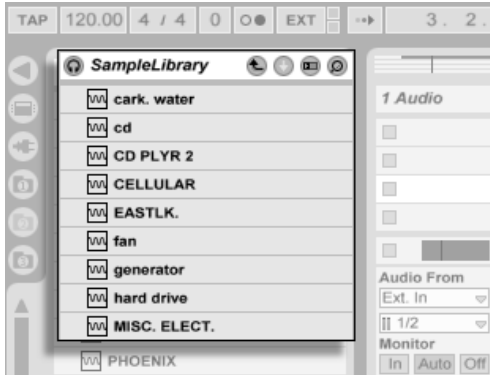 TAP 120.00 4 / 4 0 EXT 3. 2.
SampleLibrary
cark. water
cd
CD PLYR 2
CELLULAR
EASTLK.
fan
generator
hard drive
MISC. ELECT.
PHOENIX
1 Audio
Audio From
Ext. In
1/2
Monitor
In Auto Off